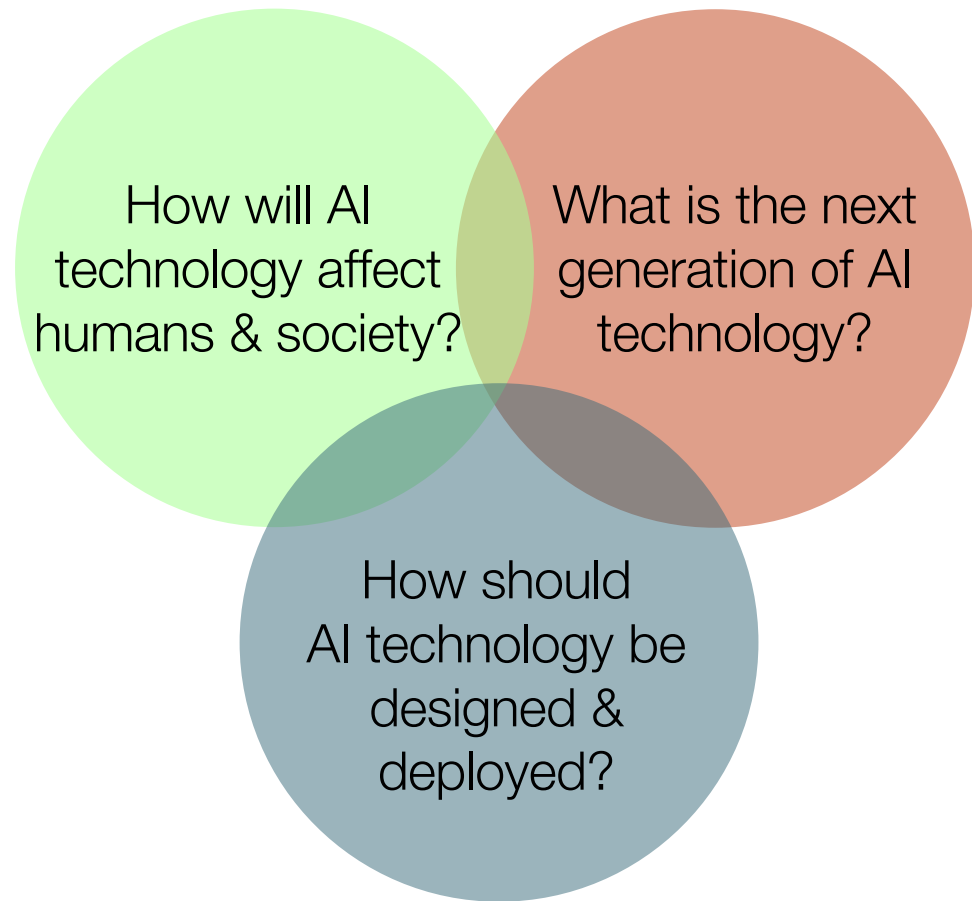 How will AI
technology affect
humans & society?
What is the next
generation of AI
technology?
How should
AI technology be
designed &
deployed?